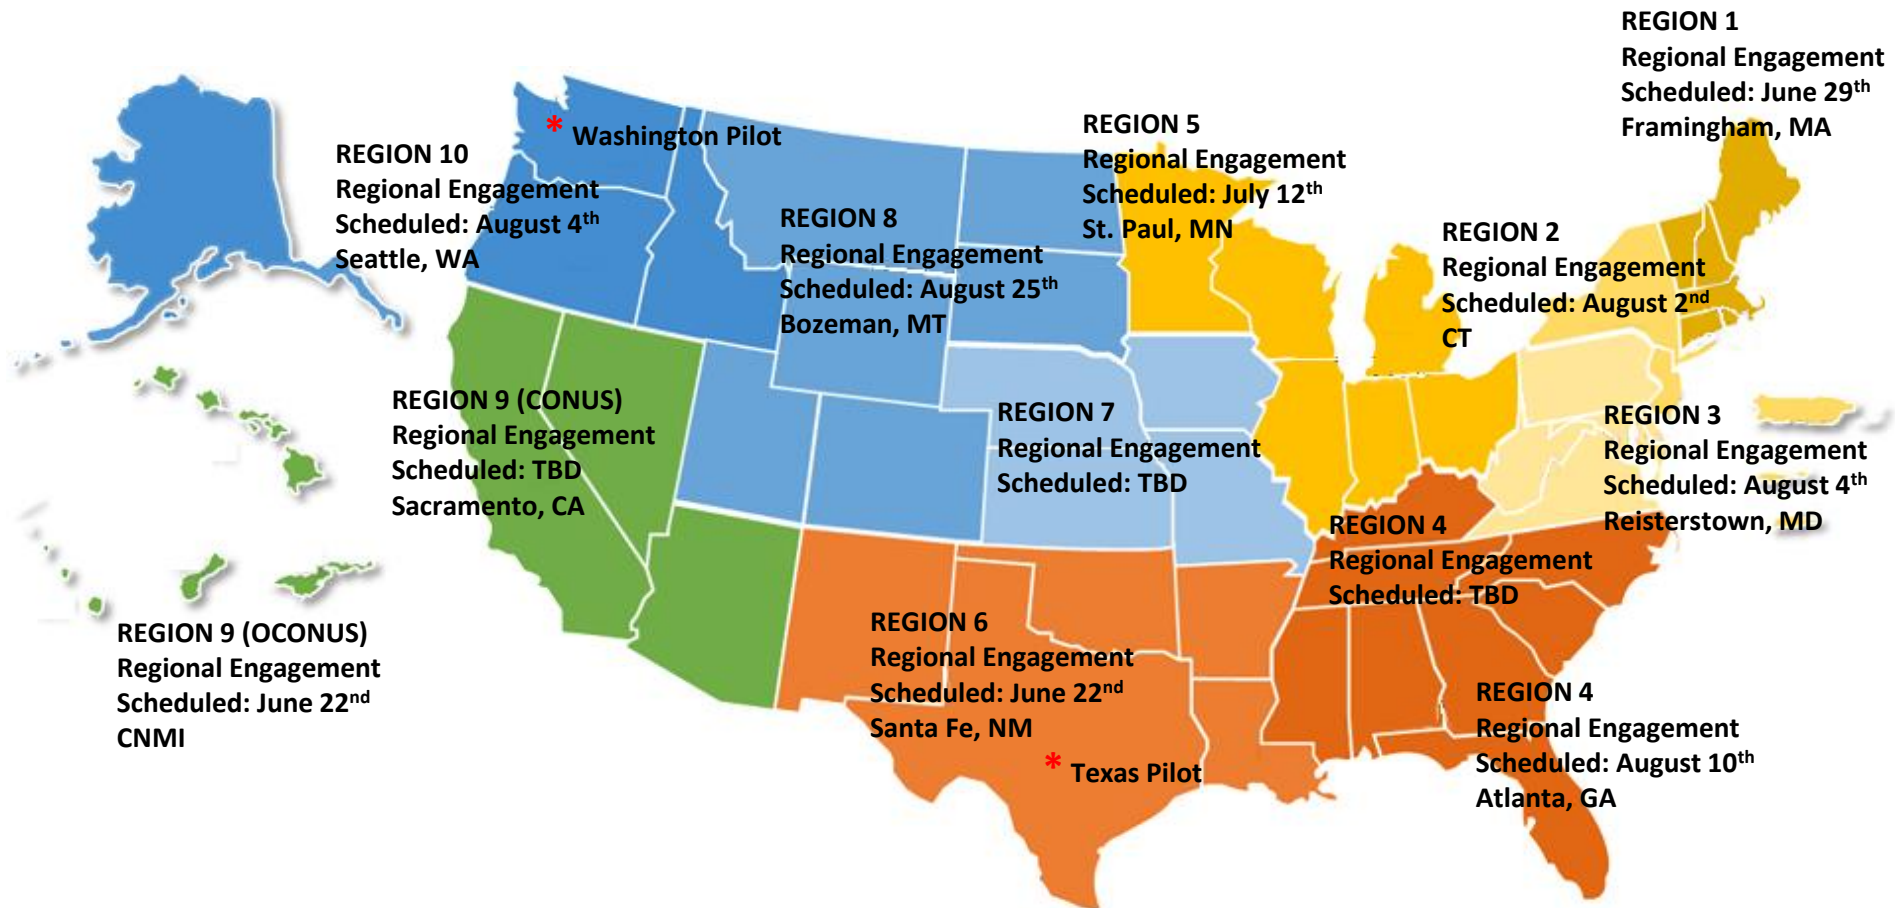 REGION 1
Regional Engagement
Scheduled: June 29th
Framingham, MA
* Washington Pilot
REGION 10
Regional Engagement
Scheduled: August 4th
Seattle, WA
REGION 5
Regional Engagement
Scheduled: July 12th
St. Paul, MN
REGION 8
Regional Engagement
Scheduled: August 25th
Bozeman, MT
REGION 2
Regional Engagement
Scheduled: August 2nd
CT
REGION 9 (CONUS)
Regional Engagement
Scheduled: TBD
Sacramento, CA
REGION 7
Regional Engagement
Scheduled: TBD
REGION 3
Regional Engagement
Scheduled: August 4th
Reisterstown, MD
REGION 4
Regional Engagement
Scheduled: TBD
REGION 9 (OCONUS)
Regional Engagement
Scheduled: June 22nd
CNMI
REGION 6
Regional Engagement
Scheduled: June 22nd
Santa Fe, NM
* Texas Pilot
REGION 4
Regional Engagement
Scheduled: August 10th
Atlanta, GA